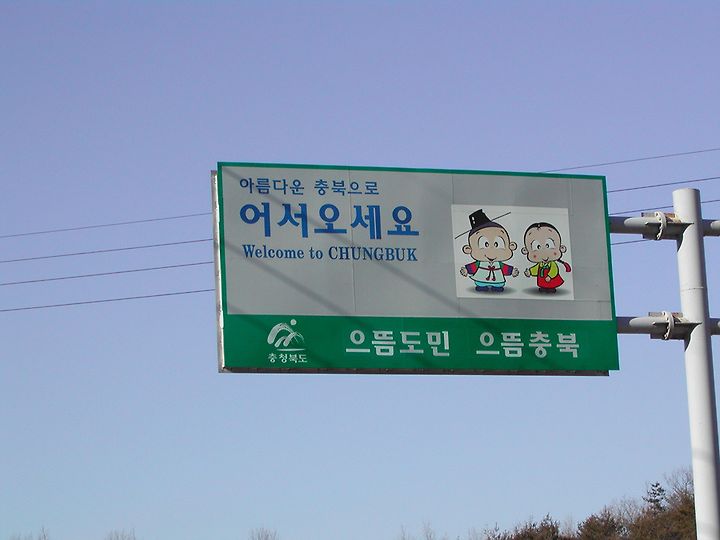 아름다운 충북으로
어서오세요
Welcome to CHUNGBUK
충청북도
으뜸도민 으뜸충북